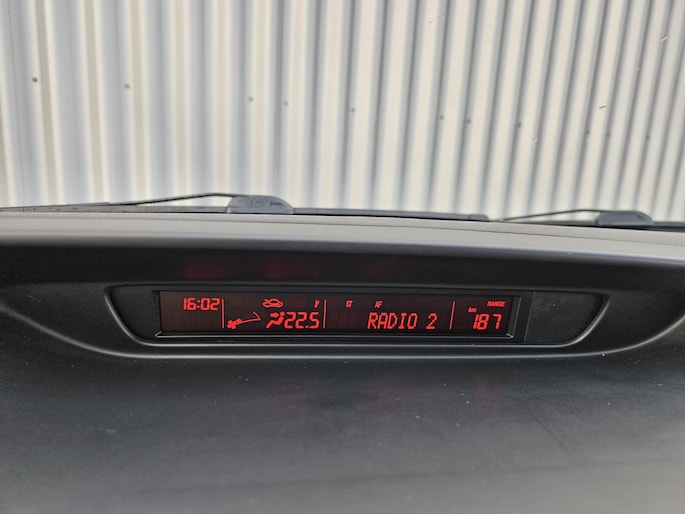 16:02
22.5
ST AF
RADIO 2
RANGE
km 187